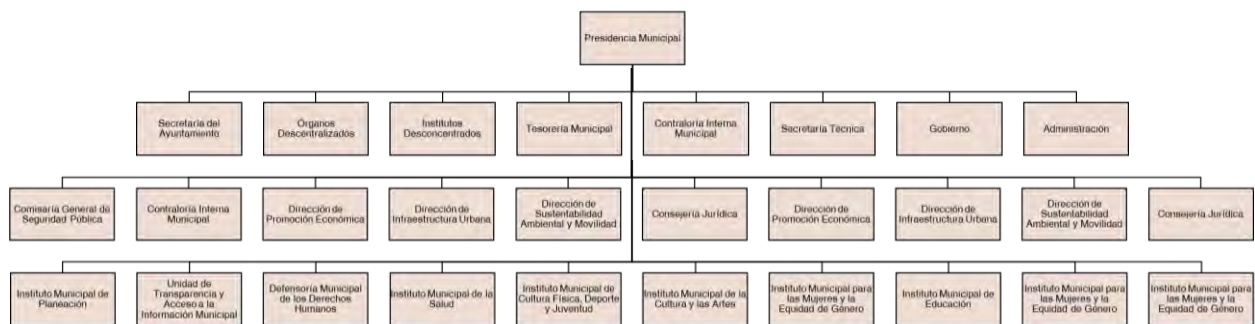 Presidencia Municipal
Secretaría del
Ayuntamiento
Órganos
Descentralizados
Institutos
Desconcentrados
Tesorería Municipal
Contraloría Interna
Municipal
Secretaría Técnica
Gobierno
Administración
Comisaría General de
Seguridad Pública
Contraloría Interna
Municipal
Dirección de
Promoción Económica
Dirección de
Infraestructura Urbana
Dirección de
Sustentabilidad
Ambiental y Movilidad
Consejería Jurídica
Dirección de
Promoción Económica
Dirección de
Infraestructura Urbana
Dirección de
Sustentabilidad
Ambiental y Movilidad
Consejería Jurídica
Instituto Municipal de
Planeación
Unidad de
Transparencia y
Acceso a la
Información Municipal
Defensoría Municipal
de los Derechos
Humanos
Instituto Municipal de la
Salud
Instituto Municipal de
Cultura Física, Deporte
y Juventud
Instituto Municipal de la
Cultura y las Artes
Instituto Municipal para
las Mujeres y la
Equidad de Género
Instituto Municipal de
Educación
Instituto Municipal para
las Mujeres y la
Equidad de Género
Instituto Municipal para
las Mujeres y la
Equidad de Género